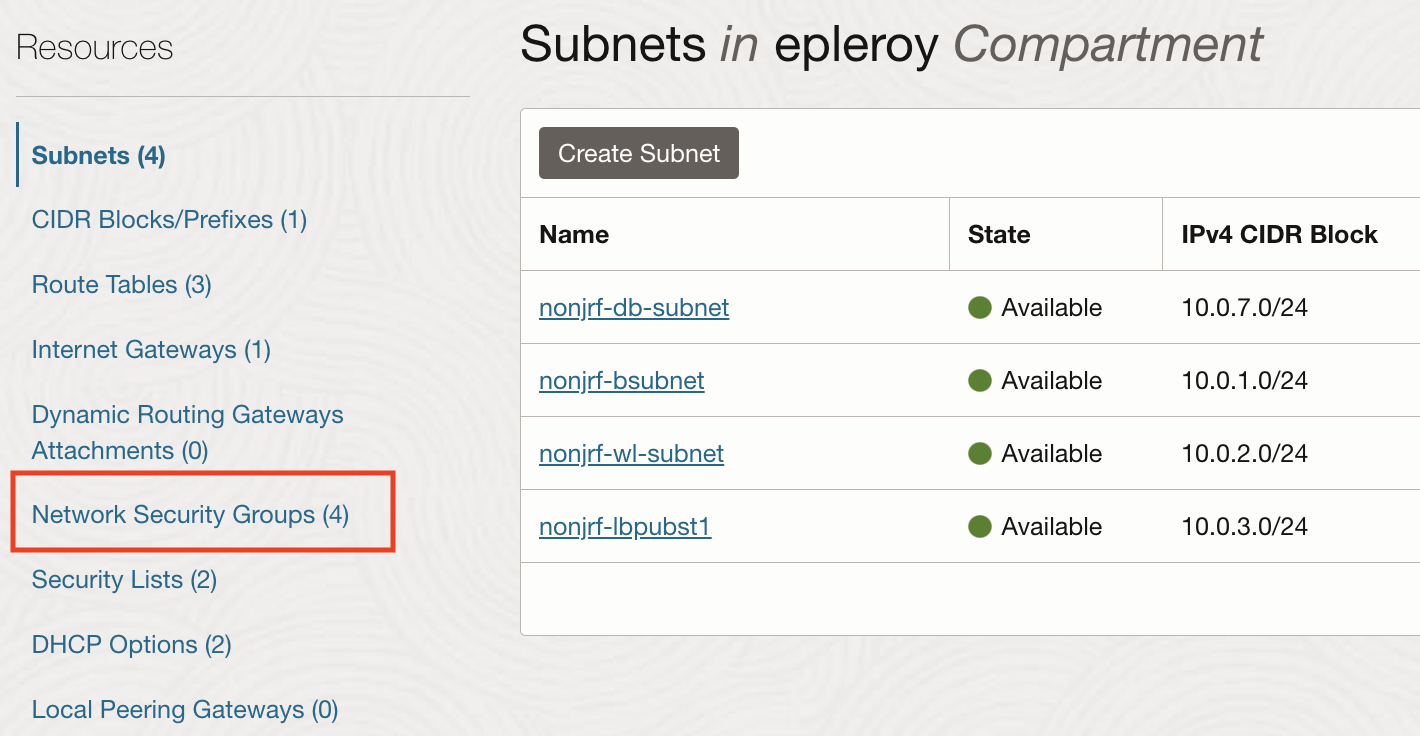 Resources
Subnets (4)
CIDR Blocks/Prefixes (1)
Route Tables (3)
Internet Gateways (1)
Dynamic Routing Gateways
Attachments (0)
Network Security Groups (4)
Security Lists (2)
DHCP Options (2)
Local Peering Gateways (0)
Subnets in epleroy Compartment
Create Subnet
Name State IPv4 CIDR Block
nonjrf-db-subnet Available 10.0.7.0/24
nonjrf-bsubnet Available 10.0.1.0/24
nonjrf-wl-subnet Available 10.0.2.0/24
nonjrf-lbpubst1 Available 10.0.3.0/24